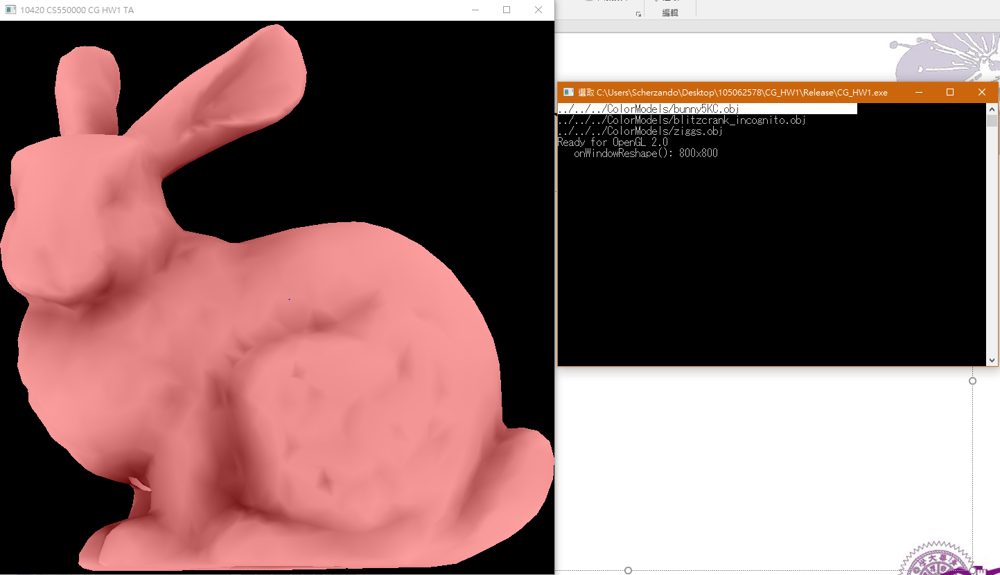 10420 CS550000 CG HW1 TA
編輯
選取 C:\Users\Scherzando\Desktop\105062578\CG_HW1\Release\CG_HW1.exe
../../../ColorModels/bunny5KC.obj
../../../ColorModels/blitzcrank_incognito.obj
../../../ColorModels/ziggs.obj
Ready for OpenGL 2.0
onWindowReshape(): 800x800